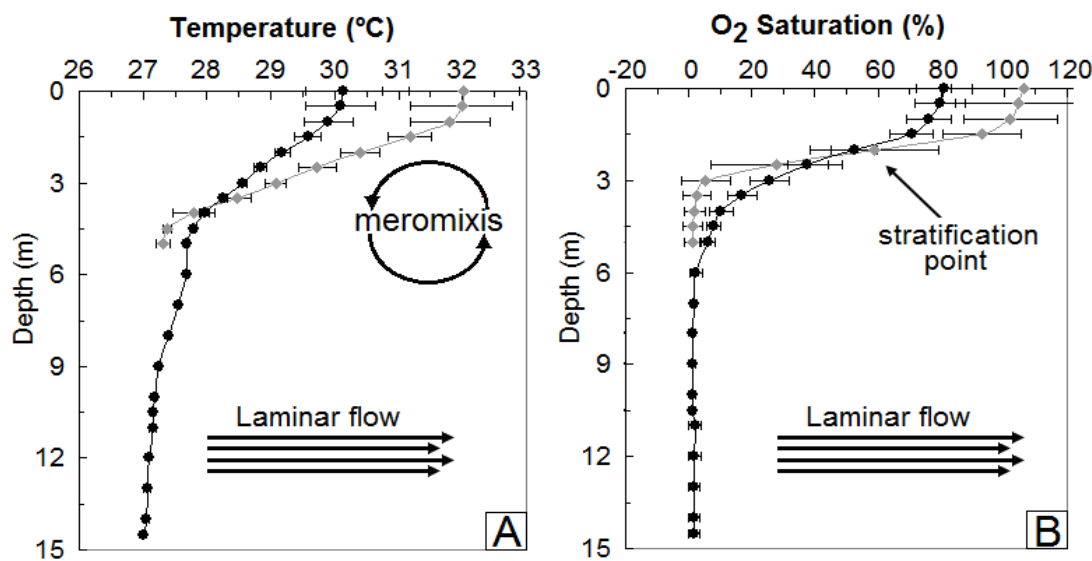 Temperature (ºC)
26 27 28 29 30 31 32 33
0
3
6
9
12
15
Depth (m)
meromixis
Laminar flow
A
O2 Saturation (%)
-20 0 20 40 60 80 100 120
0
3
6
9
12
15
Depth (m)
stratification
point
Laminar flow
B